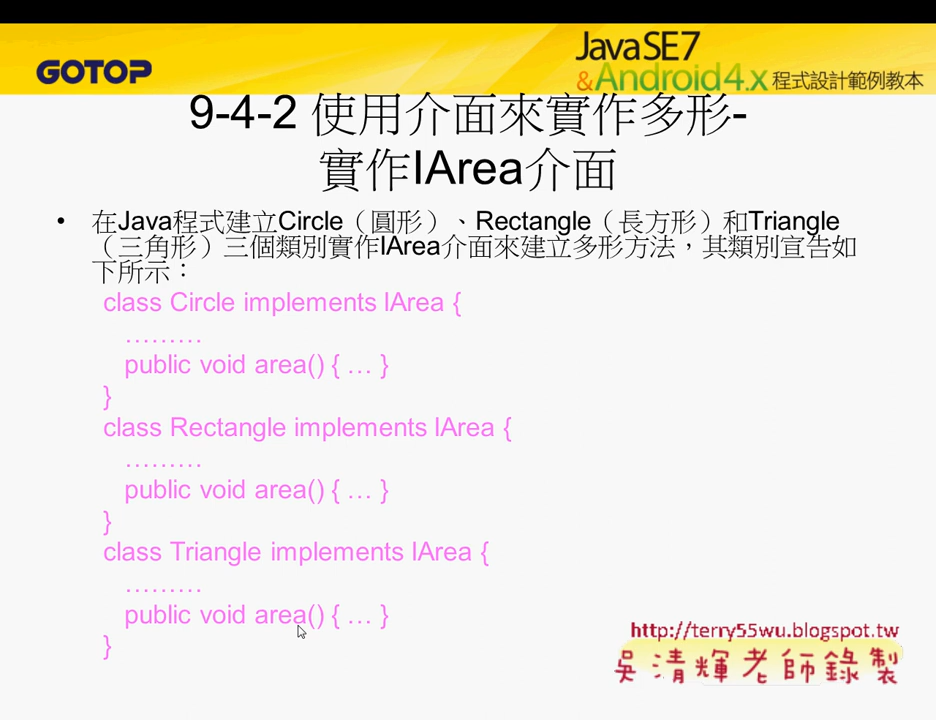 GOTOP
Java SE7
&Android4.x 程式設計範例教本
9-4-2 使用介面來實作多形-
實作IArea介面
• 在Java程式建立Circle（圓形）、Rectangle（長方形）和Triangle
（三角形）三個類別實作IArea介面來建立多形方法，其類別宣告如
下所示：
class Circle implements IArea {
………
public void area() { … }
}
class Rectangle implements IArea {
………
public void area() { … }
}
class Triangle implements IArea {
………
public void area() { … }
}
http://terry55wu.blogspot.tw
吳清輝老師錄製